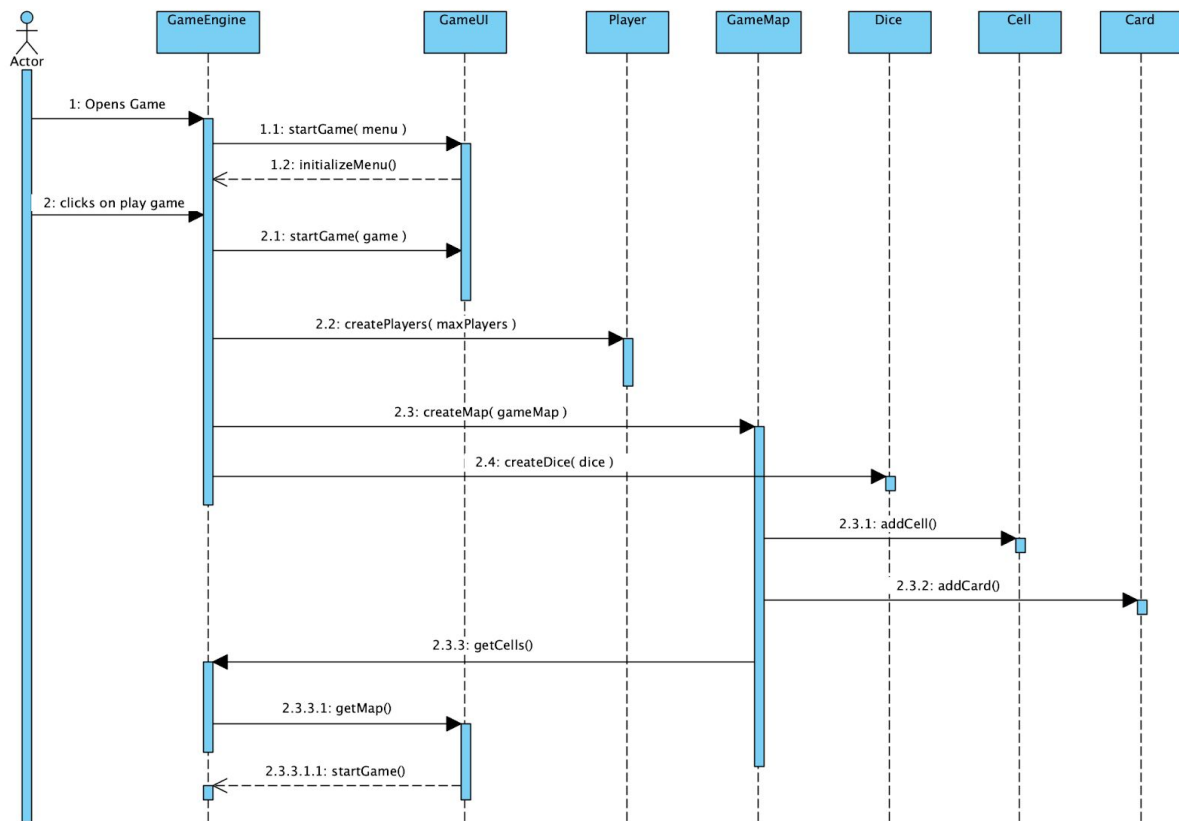 GameEngine
GameUI
Player
GameMap
Dice
Cell
Card
Actor
1: Opens Game
1.1: startGame( menu )
1.2: initializeMenu()
2: clicks on play game
2.1: startGame( game )
2.2: createPlayers( maxPlayers )
2.3: createMap( gameMap )
2.4: createDice( dice )
2.3.1: addCell()
2.3.2: addCard()
2.3.3: getCells()
2.3.3.1: getMap()
2.3.3.1.1: startGame()